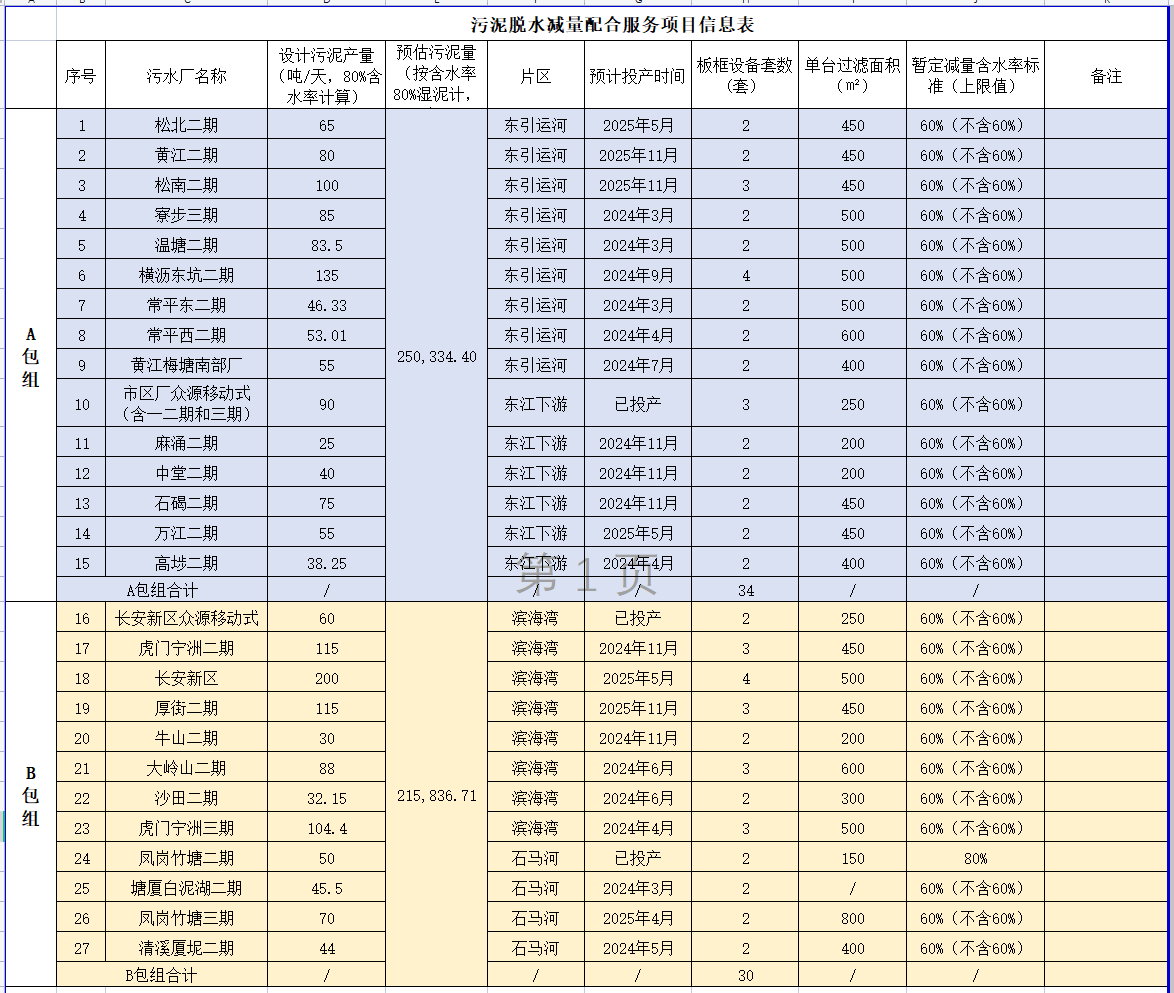 污泥脱水减量配合服务项目信息表
序号 污水厂名称 设计污泥产量（吨/天，80%含水率计算） 预估污泥量（按含水率80%湿泥计， 片区 预计投产时间 板框设备套数（套） 单台过滤面积（㎡） 暂定减量含水率标准（上限值） 备注
A包组 250,334.40
1 松北二期 65 东引运河 2025年5月 2 450 60%（不含60%）
2 黄江二期 80 东引运河 2025年11月 2 450 60%（不含60%）
3 松南二期 100 东引运河 2025年11月 3 450 60%（不含60%）
4 寮步三期 85 东引运河 2024年3月 2 500 60%（不含60%）
5 温塘二期 83.5 东引运河 2024年3月 2 500 60%（不含60%）
6 横沥东坑二期 135 东引运河 2024年9月 4 500 60%（不含60%）
7 常平东二期 46.33 东引运河 2024年3月 2 500 60%（不含60%）
8 常平西二期 53.01 东引运河 2024年4月 2 600 60%（不含60%）
9 黄江梅塘南部厂 55 东引运河 2024年7月 2 400 60%（不含60%）
10 市区厂众源移动式（含一二期和三期） 90 东江下游 已投产 3 250 60%（不含60%）
11 麻涌二期 25 东江下游 2024年11月 2 200 60%（不含60%）
12 中堂二期 40 东江下游 2024年11月 2 200 60%（不含60%）
13 石碣二期 75 东江下游 2024年11月 2 450 60%（不含60%）
14 万江二期 55 东江下游 2025年5月 2 450 60%（不含60%）
15 高埗二期 38.25 东江下游 2024年4月 2 400 60%（不含60%）
第 1 页
A包组合计 / / / 34 / /
B包组 215,836.71
16 长安新区众源移动式 60 滨海湾 已投产 2 250 60%（不含60%）
17 虎门宁洲二期 115 滨海湾 2024年11月 3 450 60%（不含60%）
18 长安新区 200 滨海湾 2025年5月 4 500 60%（不含60%）
19 厚街二期 115 滨海湾 2025年11月 3 450 60%（不含60%）
20 牛山二期 30 滨海湾 2024年11月 2 200 60%（不含60%）
21 大岭山二期 88 滨海湾 2024年6月 3 600 60%（不含60%）
22 沙田二期 32.15 滨海湾 2024年6月 2 300 60%（不含60%）
23 虎门宁洲三期 104.4 滨海湾 2024年4月 3 500 60%（不含60%）
24 凤岗竹塘二期 50 石马河 已投产 2 150 80%
25 塘厦白泥湖二期 45.5 石马河 2024年3月 2 / 60%（不含60%）
26 凤岗竹塘三期 70 石马河 2025年4月 2 800 60%（不含60%）
27 清溪厦坭二期 44 石马河 2024年5月 2 400 60%（不含60%）
B包组合计 / / / 30 / /